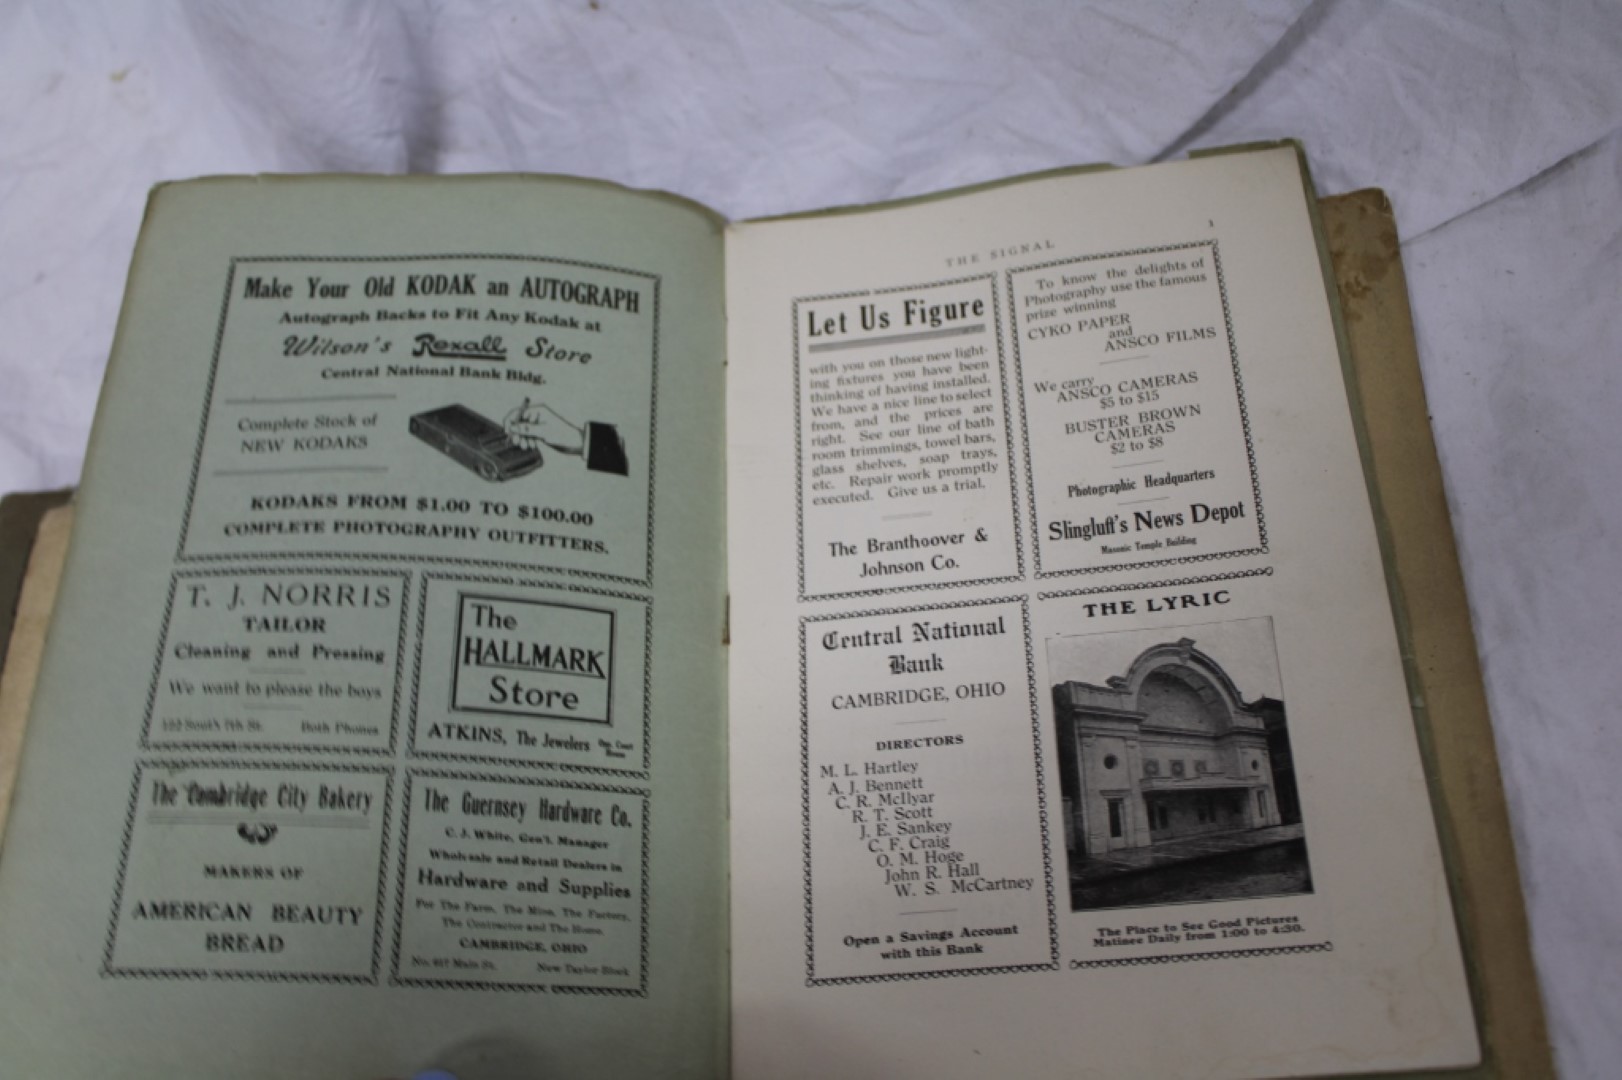 Make Your Old KODAK an AUTOGRAPH
Autograph Backs to Fit Any Kodak at
Wilson's Rexall Store
Central National Bank Bldg.
Complete Stock of
NEW KODAKS
KODAKS FROM $1.00 TO $100.00
COMPLETE PHOTOGRAPHY OUTFITTERS.
T. J. NORRIS
TAILOR
Cleaning and Pressing
We want to please the boys
South 7th St. Both Phones
The
HALLMARK
Store
ATKINS, The Jewelers Opp. Court
House
The Cambridge City Bakery
MAKERS OF
AMERICAN BEAUTY
BREAD
The Guernsey Hardware Co.
C. J. White, Gen'l. Manager
Wholesale and Retail Dealers in
Hardware and Supplies
For The Farm, The Mine, The Factory,
The Contractor and The Home.
CAMBRIDGE, OHIO
Main St. New Taylor Block
THE SIGNAL
1
Let Us Figure
with you on those new light-
ing fixtures you have been
thinking of having installed.
We have a nice line to select
from, and the prices are
right. See our line of bath
room trimmings, towel bars,
glass shelves, soap trays,
etc. Repair work promptly
executed. Give us a trial.
The Branthoover &
Johnson Co.
To know the delights of
Photography use the famous
prize winning
CYKO PAPER
and
ANSCO FILMS
We carry
ANSCO CAMERAS
$5 to $15
BUSTER BROWN
CAMERAS
$2 to $8
Photographic Headquarters
Slingluff's News Depot
Masonic Temple Building
Central National
Bank
CAMBRIDGE, OHIO
DIRECTORS
M. L. Hartley
A. J. Bennett
C. R. McIlyar
R. T. Scott
J. E. Sankey
C. F. Craig
O. M. Hoge
John R. Hall
W. S. McCartney
Open a Savings Account
with this Bank
THE LYRIC
The Place to See Good Pictures
Matinee Daily from 1:00 to 4:30.